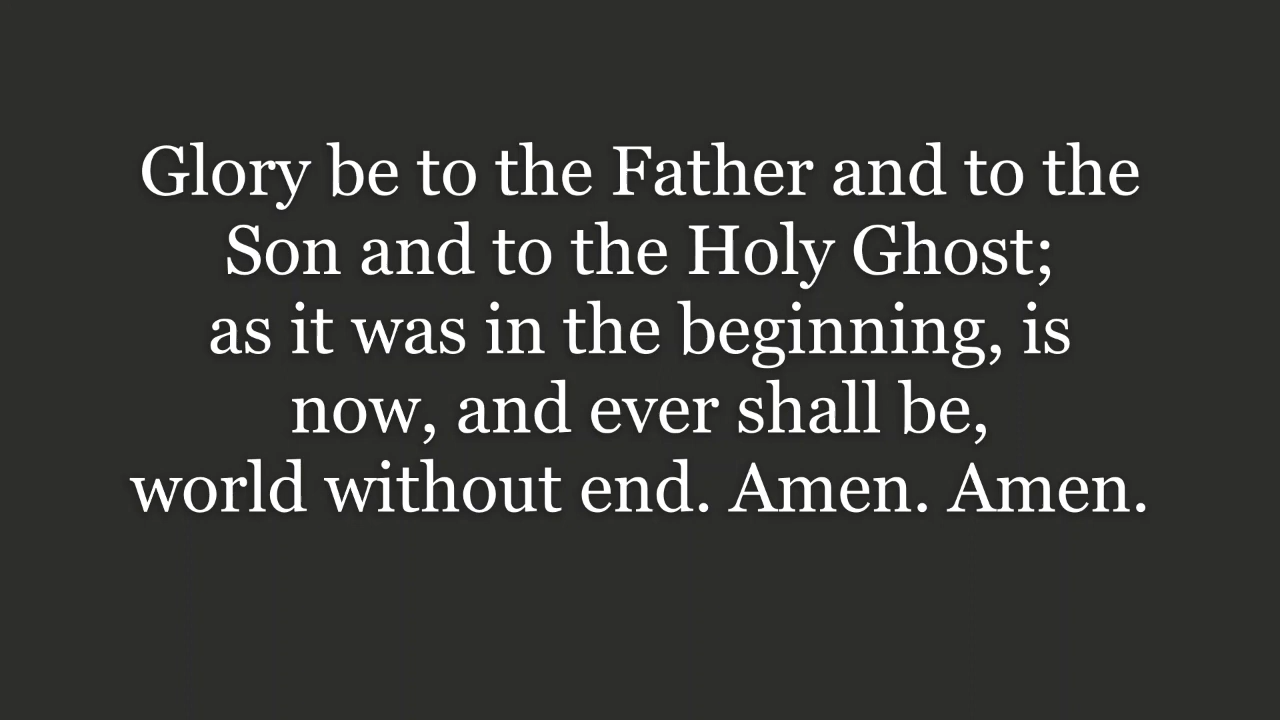 Glory be to the Father and to the
Son and to the Holy Ghost;
as it was in the beginning, is
now, and ever shall be,
world without end. Amen. Amen.